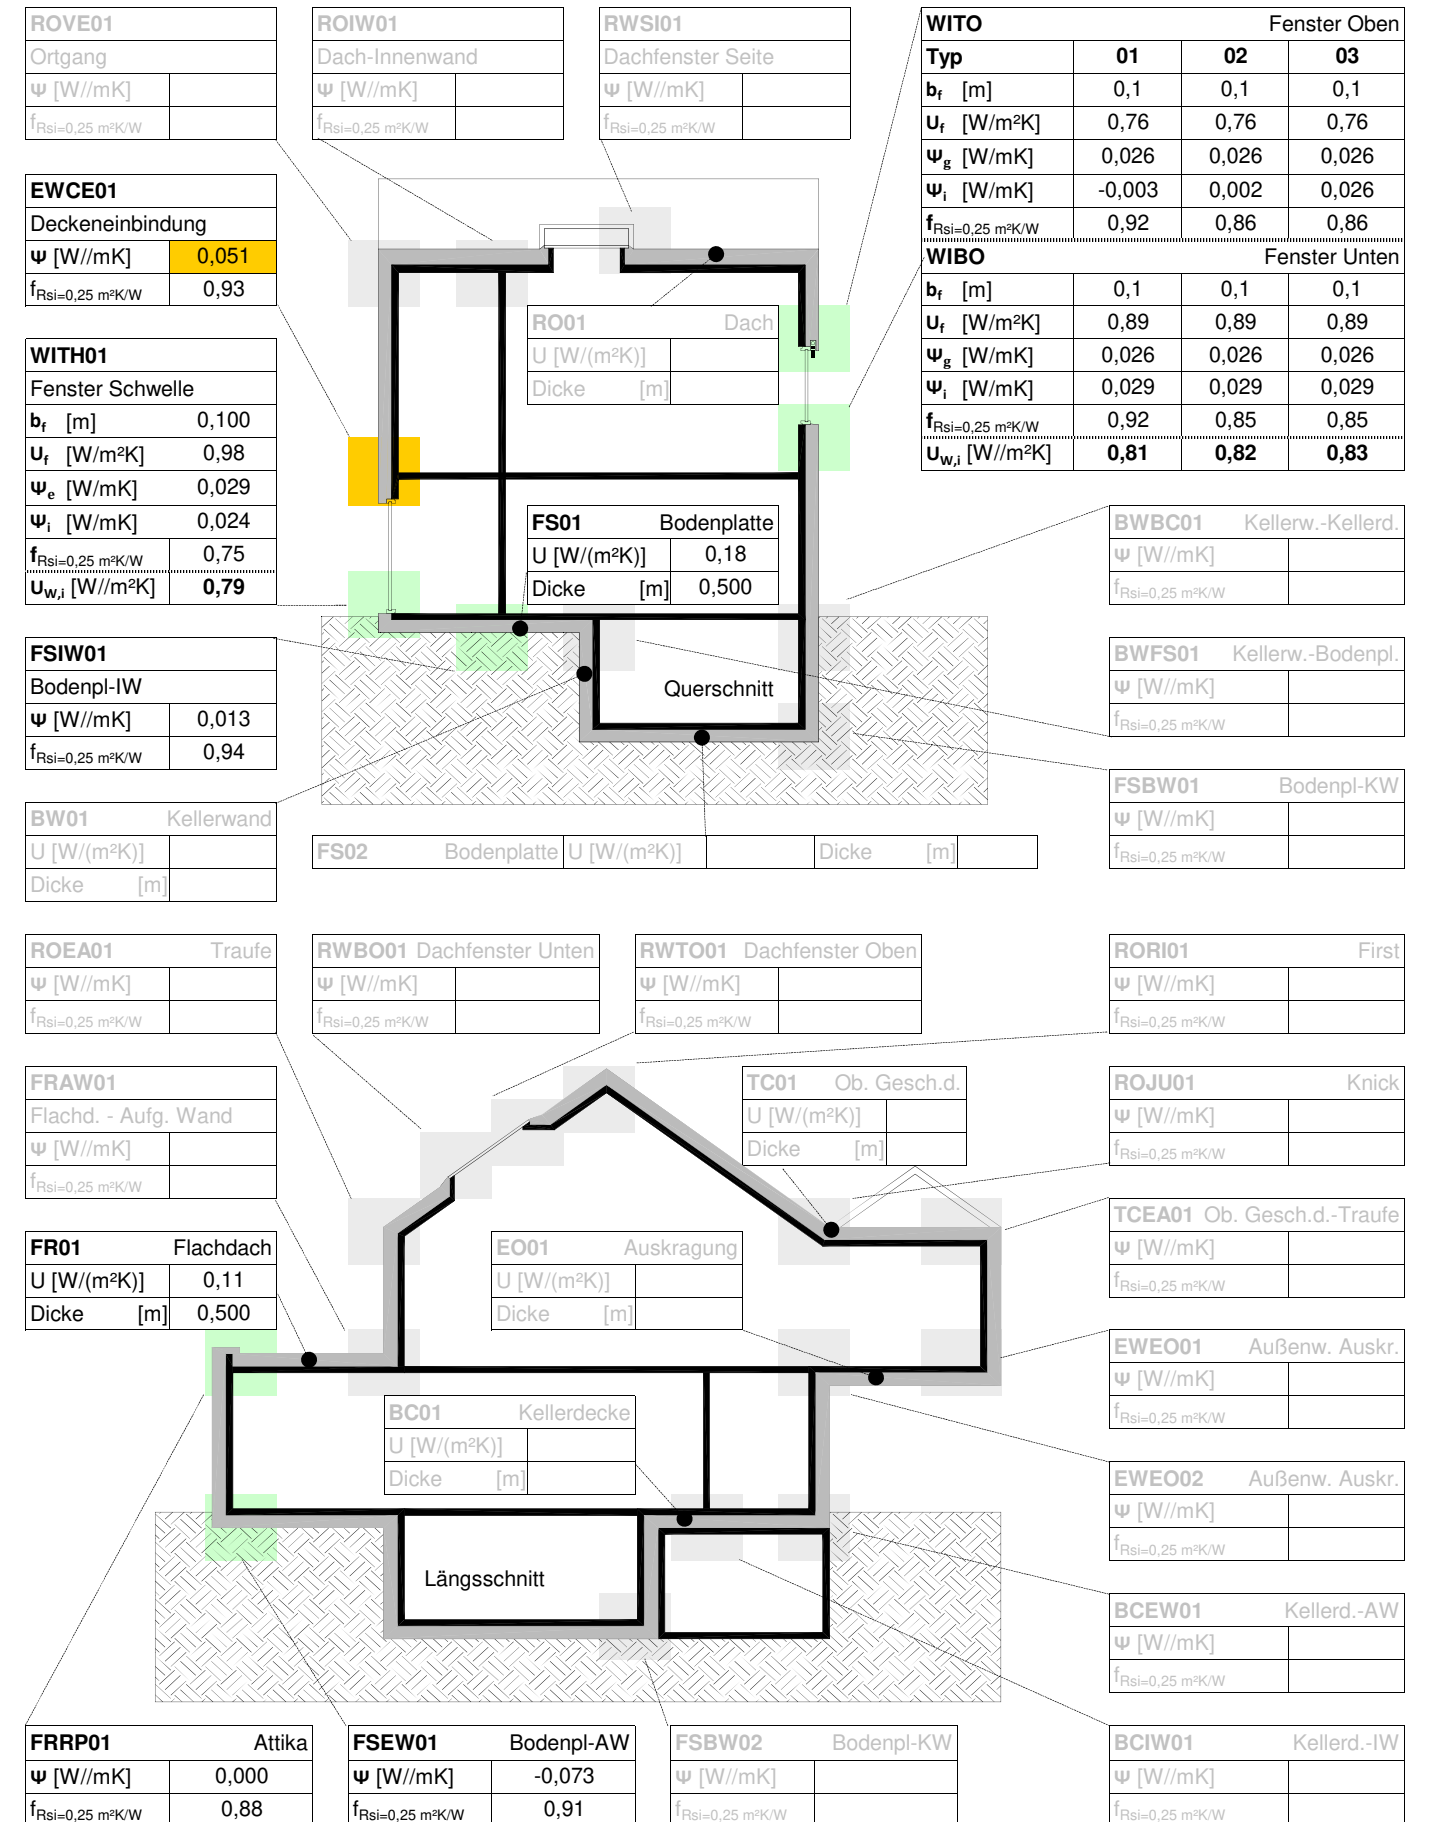 ROVE01
Ortgang
Ψ [W//mK]
fRsi=0,25 m²K/W
ROIW01
Dach-Innenwand
Ψ [W//mK]
fRsi=0,25 m²K/W
RWSI01
Dachfenster Seite
Ψ [W//mK]
fRsi=0,25 m²K/W
WITO Fenster Oben
Typ 01 02 03
bf [m] 0,1 0,1 0,1
Uf [W/m²K] 0,76 0,76 0,76
Ψg [W/mK] 0,026 0,026 0,026
Ψi [W/mK] -0,003 0,002 0,026
fRsi=0,25 m²K/W 0,92 0,86 0,86
WIBO Fenster Unten
bf [m] 0,1 0,1 0,1
Uf [W/m²K] 0,89 0,89 0,89
Ψg [W/mK] 0,026 0,026 0,026
Ψi [W/mK] 0,029 0,029 0,029
fRsi=0,25 m²K/W 0,92 0,85 0,85
UW,i [W//m²K] 0,81 0,82 0,83
EWCE01
Deckeneinbindung
Ψ [W//mK] 0,051
fRsi=0,25 m²K/W 0,93
RO01 Dach
U [W/(m²K)]
Dicke [m]
WITH01
Fenster Schwelle
bf [m] 0,100
Uf [W/m²K] 0,98
Ψe [W/mK] 0,029
Ψi [W/mK] 0,024
fRsi=0,25 m²K/W 0,75
UW,i [W//m²K] 0,79
FS01 Bodenplatte
U [W/(m²K)] 0,18
Dicke [m] 0,500
BWBC01 Kellerw.-Kellerd.
Ψ [W//mK]
fRsi=0,25 m²K/W
FSIW01
Bodenpl-IW
Ψ [W//mK] 0,013
fRsi=0,25 m²K/W 0,94
Querschnitt
BWFS01 Kellerw.-Bodenpl.
Ψ [W//mK]
fRsi=0,25 m²K/W
FSBW01 Bodenpl-KW
Ψ [W//mK]
fRsi=0,25 m²K/W
BW01 Kellerwand
U [W/(m²K)]
Dicke [m]
FS02 Bodenplatte U [W/(m²K)] Dicke [m]
ROEA01 Traufe
Ψ [W//mK]
fRsi=0,25 m²K/W
RWBO01 Dachfenster Unten
Ψ [W//mK]
fRsi=0,25 m²K/W
RWTO01 Dachfenster Oben
Ψ [W//mK]
fRsi=0,25 m²K/W
RORI01 First
Ψ [W//mK]
fRsi=0,25 m²K/W
FRAW01
Flachd. - Aufg. Wand
Ψ [W//mK]
fRsi=0,25 m²K/W
TC01 Ob. Gesch.d.
U [W/(m²K)]
Dicke [m]
ROJU01 Knick
Ψ [W//mK]
fRsi=0,25 m²K/W
TCEA01 Ob. Gesch.d.-Traufe
Ψ [W//mK]
fRsi=0,25 m²K/W
FR01 Flachdach
U [W/(m²K)] 0,11
Dicke [m] 0,500
EO01 Auskragung
U [W/(m²K)]
Dicke [m]
EWEO01 Außenw. Auskr.
Ψ [W//mK]
fRsi=0,25 m²K/W
BC01 Kellerdecke
U [W/(m²K)]
Dicke [m]
EWEO02 Außenw. Auskr.
Ψ [W//mK]
fRsi=0,25 m²K/W
Längsschnitt
BCEW01 Kellerd.-AW
Ψ [W//mK]
fRsi=0,25 m²K/W
FRRP01 Attika
Ψ [W//mK] 0,000
fRsi=0,25 m²K/W 0,88
FSEW01 Bodenpl-AW
Ψ [W//mK] -0,073
fRsi=0,25 m²K/W 0,91
FSBW02 Bodenpl-KW
Ψ [W//mK]
fRsi=0,25 m²K/W
BCIW01 Kellerd.-IW
Ψ [W//mK]
fRsi=0,25 m²K/W